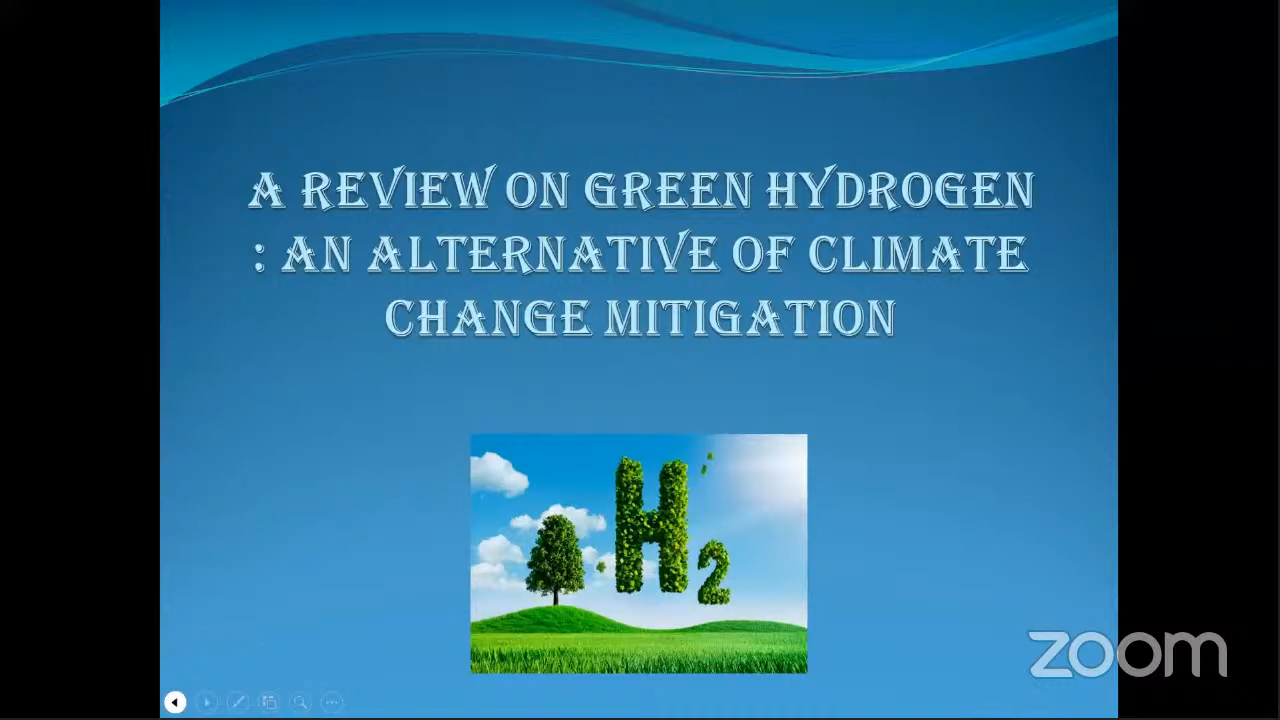 A REVIEW ON GREEN HYDROGEN
: AN ALTERNATIVE OF CLIMATE
CHANGE MITIGATION
H2
zoom